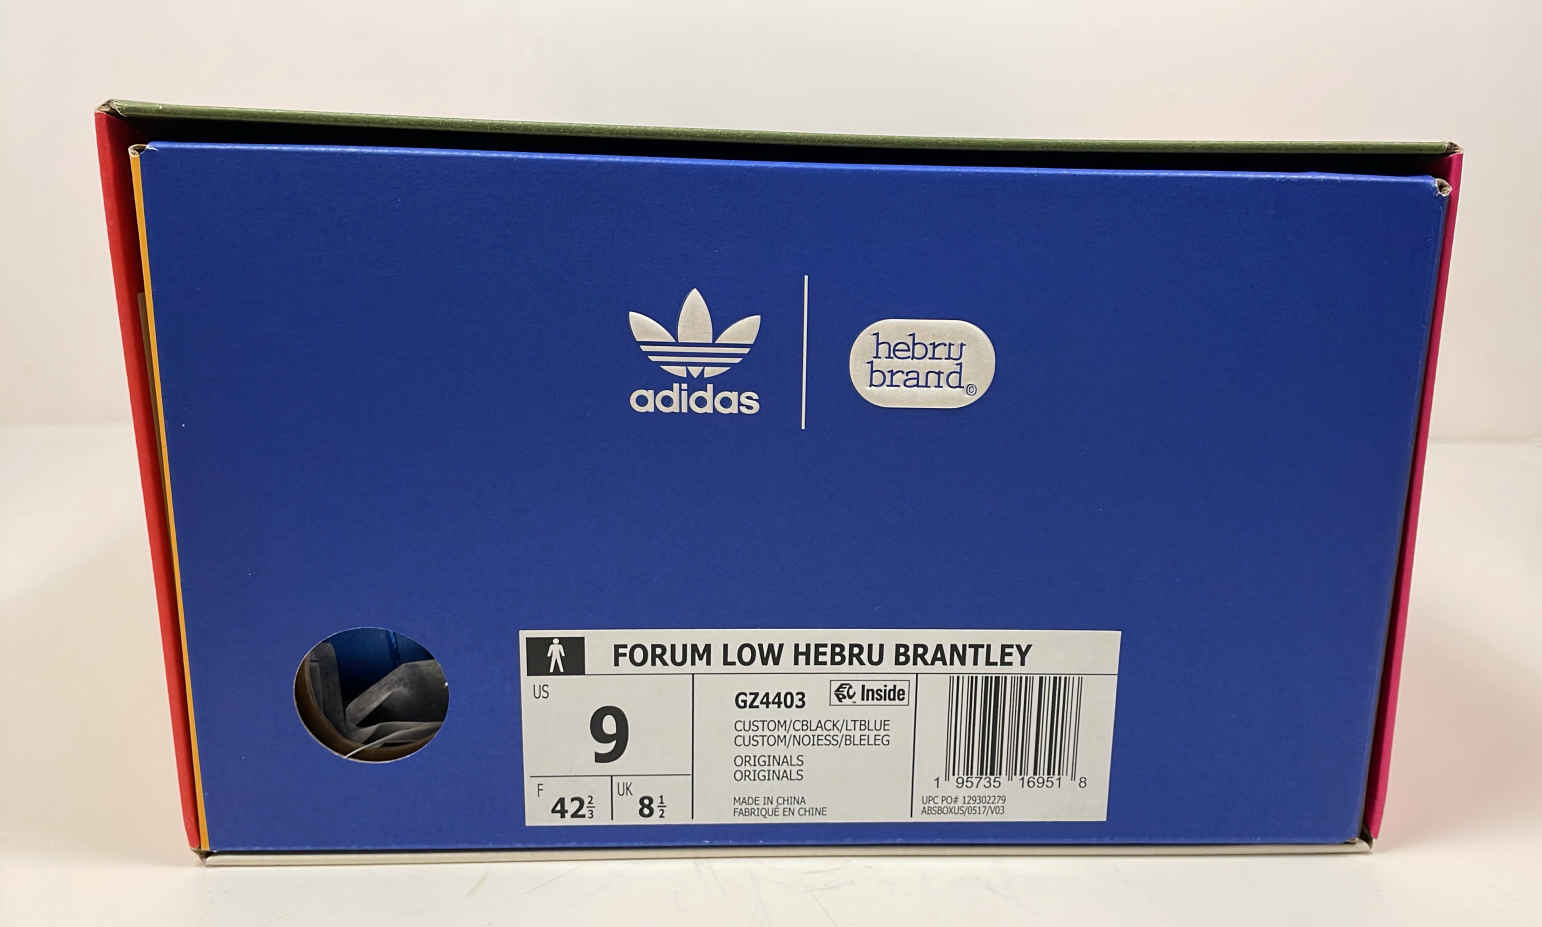 adidas
hebru
brand©
FORUM LOW HEBRU BRANTLEY
US
9
F
42 2/3
UK
8 1/2
GZ4403
Inside
CUSTOM/CBLACK/LTBLUE
CUSTOM/NOIESS/BLELEG
ORIGINALS
ORIGINALS
MADE IN CHINA
FABRIQUÉ EN CHINE
1 95735 16951 8
UPC PO# 129302279
ABSBOXUS/0517/V03